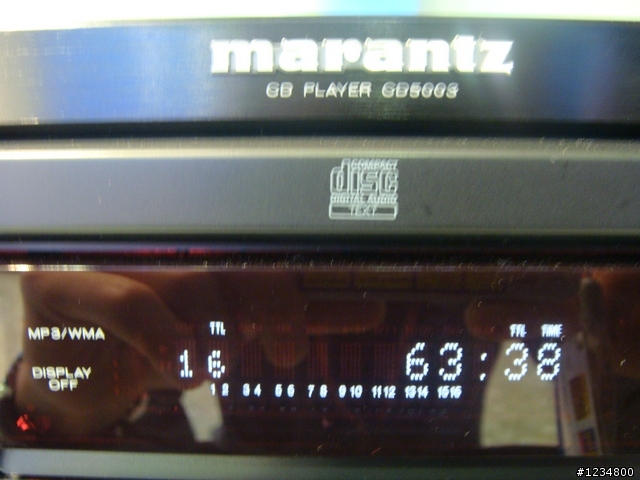 marantz
CD PLAYER CD5003
COMPACT
disc
DIGITAL AUDIO
TEXT
MP3/WMA
TTL
TTL TIME
16 63:38
DISPLAY
OFF
1 2 3 4 5 6 7 8 9 10 11 12 13 14 15 16
#1234800